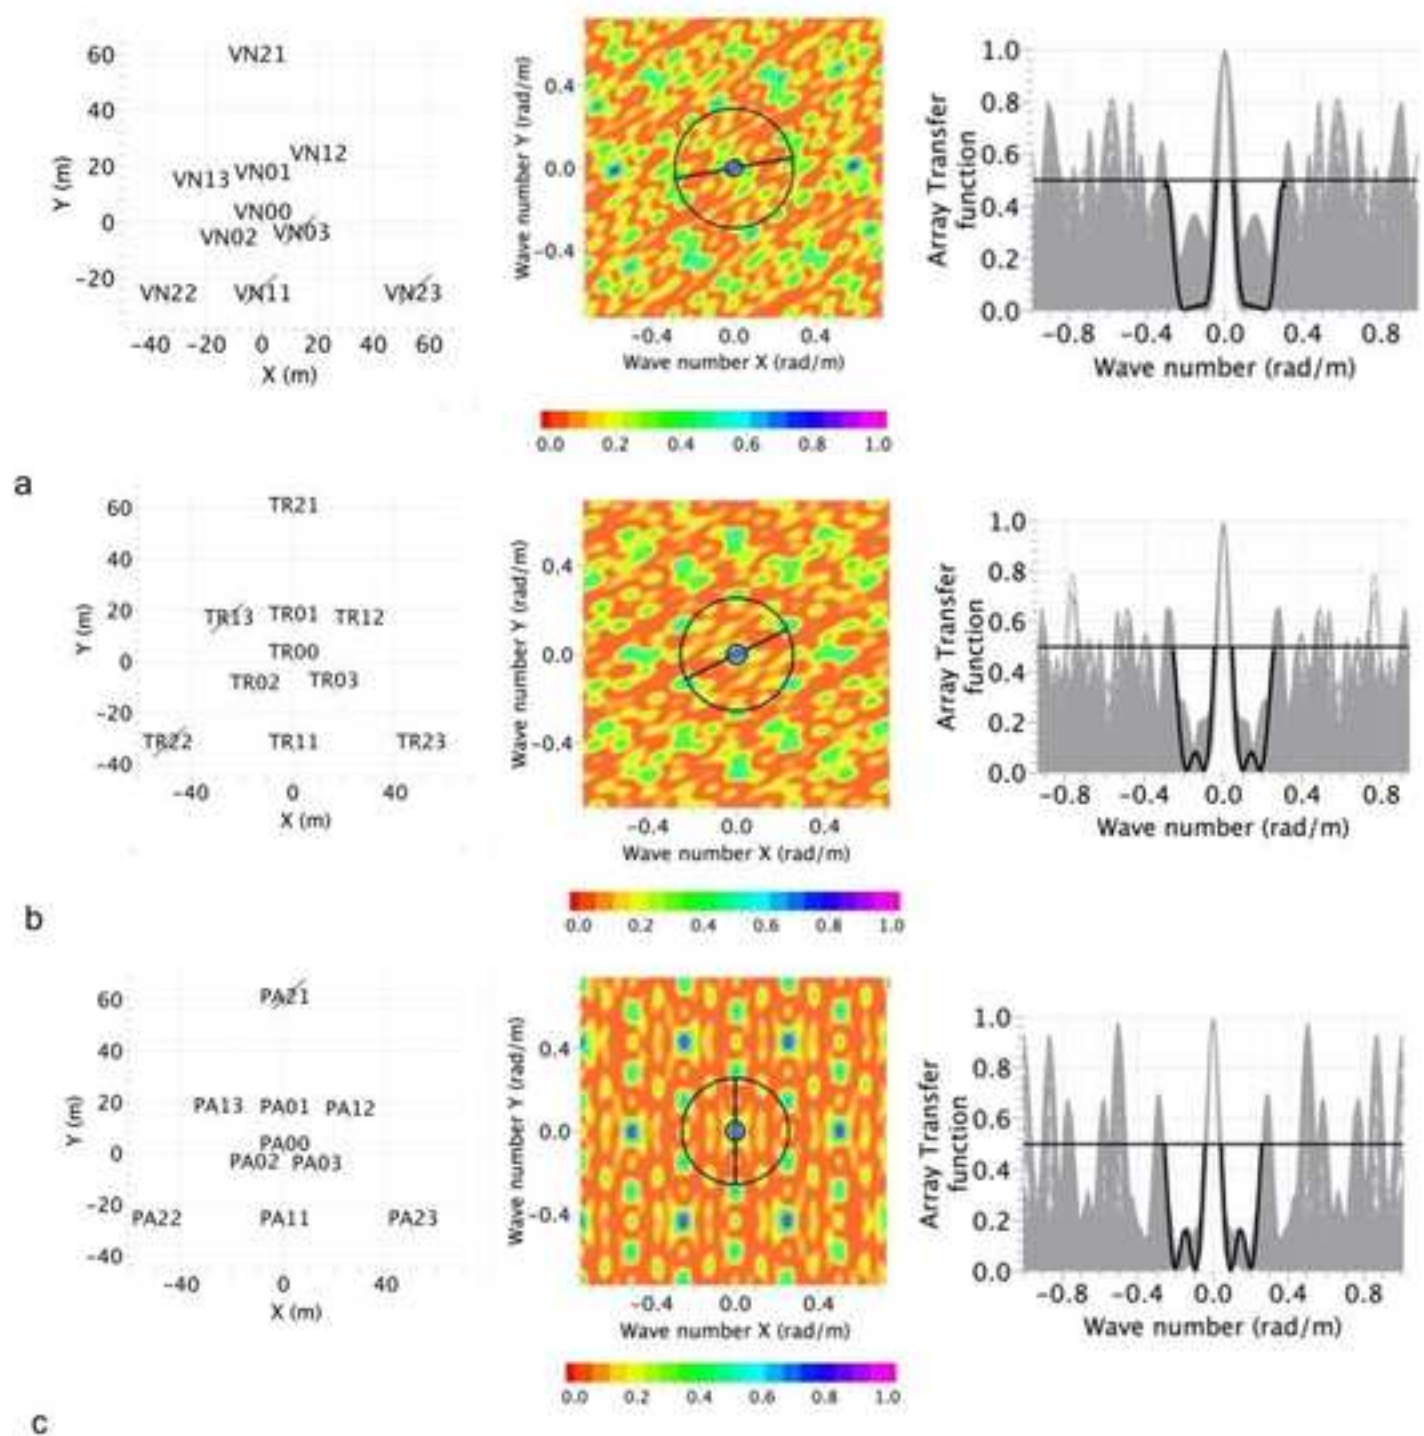 60
VN21
40
20
VN12
VN13
VN01
VN00
0
VN02
VN03
-20
VN22
VN11
VN23
-40 -20 0 20 40 60
X (m)
Y (m)
0.4
0.0
-0.4
-0.4 0.0 0.4
Wave number X (rad/m)
Wave number Y (rad/m)
0.0 0.2 0.4 0.6 0.8 1.0
1.0
0.8
0.6
0.4
0.2
0.0
-0.8 -0.4 0.0 0.4 0.8
Wave number (rad/m)
Array Transfer
function
a
60
TR21
40
20
TR13
TR01
TR12
TR00
0
TR02
TR03
-20
TR22
TR11
TR23
-40
-40 0 40
X (m)
Y (m)
0.4
0.0
-0.4
-0.4 0.0 0.4
Wave number X (rad/m)
Wave number Y (rad/m)
0.0 0.2 0.4 0.6 0.8 1.0
1.0
0.8
0.6
0.4
0.2
0.0
-0.8 -0.4 0.0 0.4 0.8
Wave number (rad/m)
Array Transfer
function
b
60
PA21
40
20
PA13
PA01
PA12
PA00
0
PA02
PA03
-20
PA22
PA11
PA23
-40
-40 0 40
X (m)
Y (m)
0.4
0.0
-0.4
-0.4 0.0 0.4
Wave number X (rad/m)
Wave number Y (rad/m)
0.0 0.2 0.4 0.6 0.8 1.0
1.0
0.8
0.6
0.4
0.2
0.0
-0.8 -0.4 0.0 0.4 0.8
Wave number (rad/m)
Array Transfer
function
c